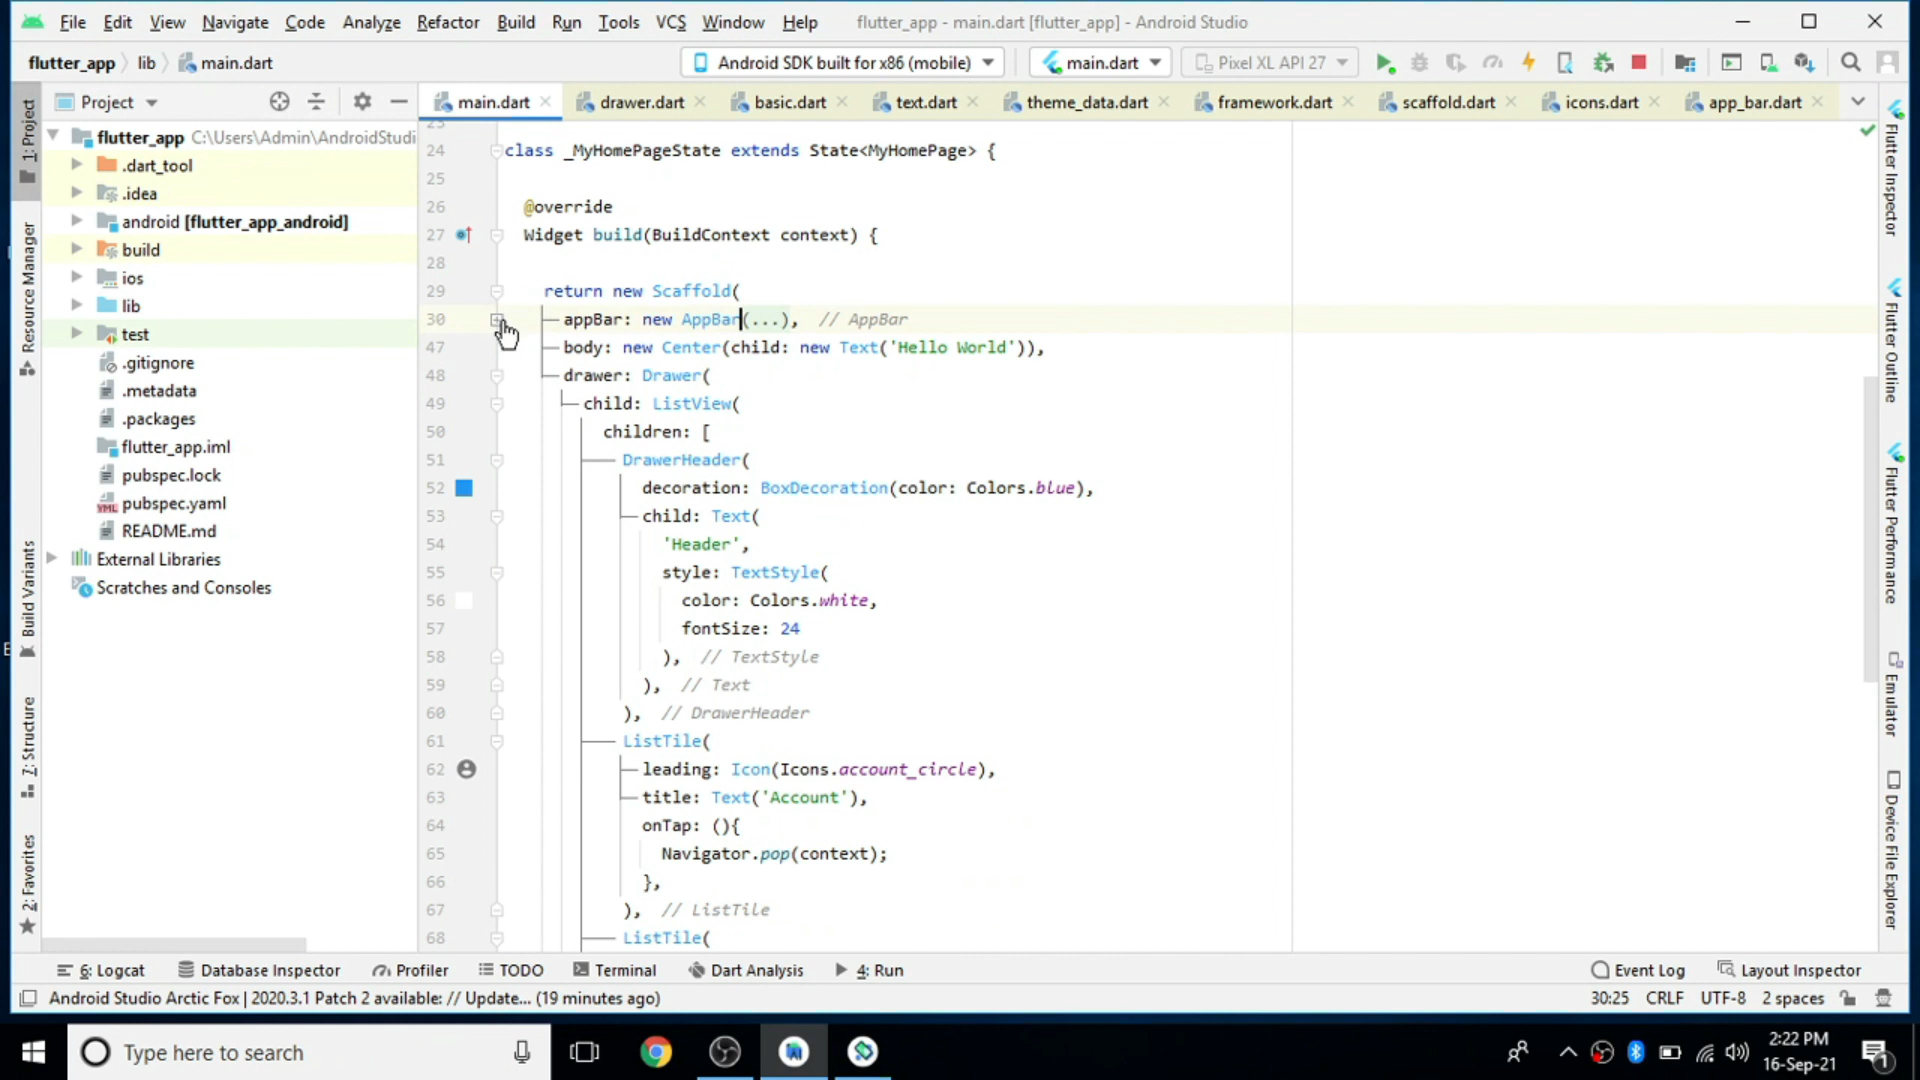 File Edit View Navigate Code Analyze Refactor Build Run Tools VCS Window Help flutter_app - main.dart [flutter_app] - Android Studio
flutter_app lib main.dart Android SDK built for x86 (mobile) main.dart Pixel XL API 27
Project main.dart drawer.dart basic.dart text.dart theme_data.dart framework.dart scaffold.dart icons.dart app_bar.dart
1: Project
Resource Manager
Build Variants
7: Structure
2: Favorites
flutter_app C:\Users\Admin\AndroidStudi
.dart_tool
.idea
android [flutter_app_android]
build
ios
lib
test
.gitignore
.metadata
.packages
flutter_app.iml
pubspec.lock
pubspec.yaml
README.md
External Libraries
Scratches and Consoles
23
24 class _MyHomePageState extends State<MyHomePage> {
25
26 @override
27 Widget build(BuildContext context) {
28
29 return new Scaffold(
30 appBar: new AppBar(...), // AppBar
47 body: new Center(child: new Text('Hello World')),
48 drawer: Drawer(
49 child: ListView(
50 children: [
51 DrawerHeader(
52 decoration: BoxDecoration(color: Colors.blue),
53 child: Text(
54 'Header',
55 style: TextStyle(
56 color: Colors.white,
57 fontSize: 24
58 ), // TextStyle
59 ), // Text
60 ), // DrawerHeader
61 ListTile(
62 leading: Icon(Icons.account_circle),
63 title: Text('Account'),
64 onTap: (){
65 Navigator.pop(context);
66 },
67 ), // ListTile
68 ListTile(
Flutter Inspector
Flutter Outline
Flutter Performance
Emulator
Device File Explorer
6: Logcat Database Inspector Profiler TODO Terminal Dart Analysis 4: Run Event Log Layout Inspector
Android Studio Arctic Fox | 2020.3.1 Patch 2 available: // Update... (19 minutes ago) 30:25 CRLF UTF-8 2 spaces
Type here to search
2:22 PM
16-Sep-21
1